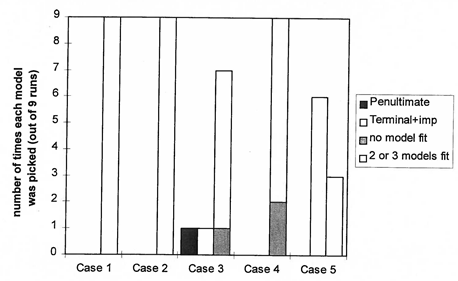 number of times each model
was picked (out of 9 runs)
9
8
7
6
5
4
3
2
1
0
Case 1
Case 2
Case 3
Case 4
Case 5
Penultimate
Terminal+imp
no model fit
2 or 3 models fit